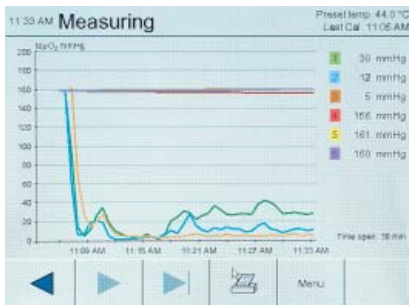 11:33 AM Measuring
Preset temp. 44.0 °C
Last Cal. 11:05 AM
tcpO₂ mmHg
200
180
160
140
120
100
80
60
40
20
0
11:09 AM 11:15 AM 11:21 AM 11:27 AM 11:33 AM
1 30 mmHg
2 12 mmHg
3 5 mmHg
4 156 mmHg
5 161 mmHg
6 160 mmHg
Time span: 30 min
Menu